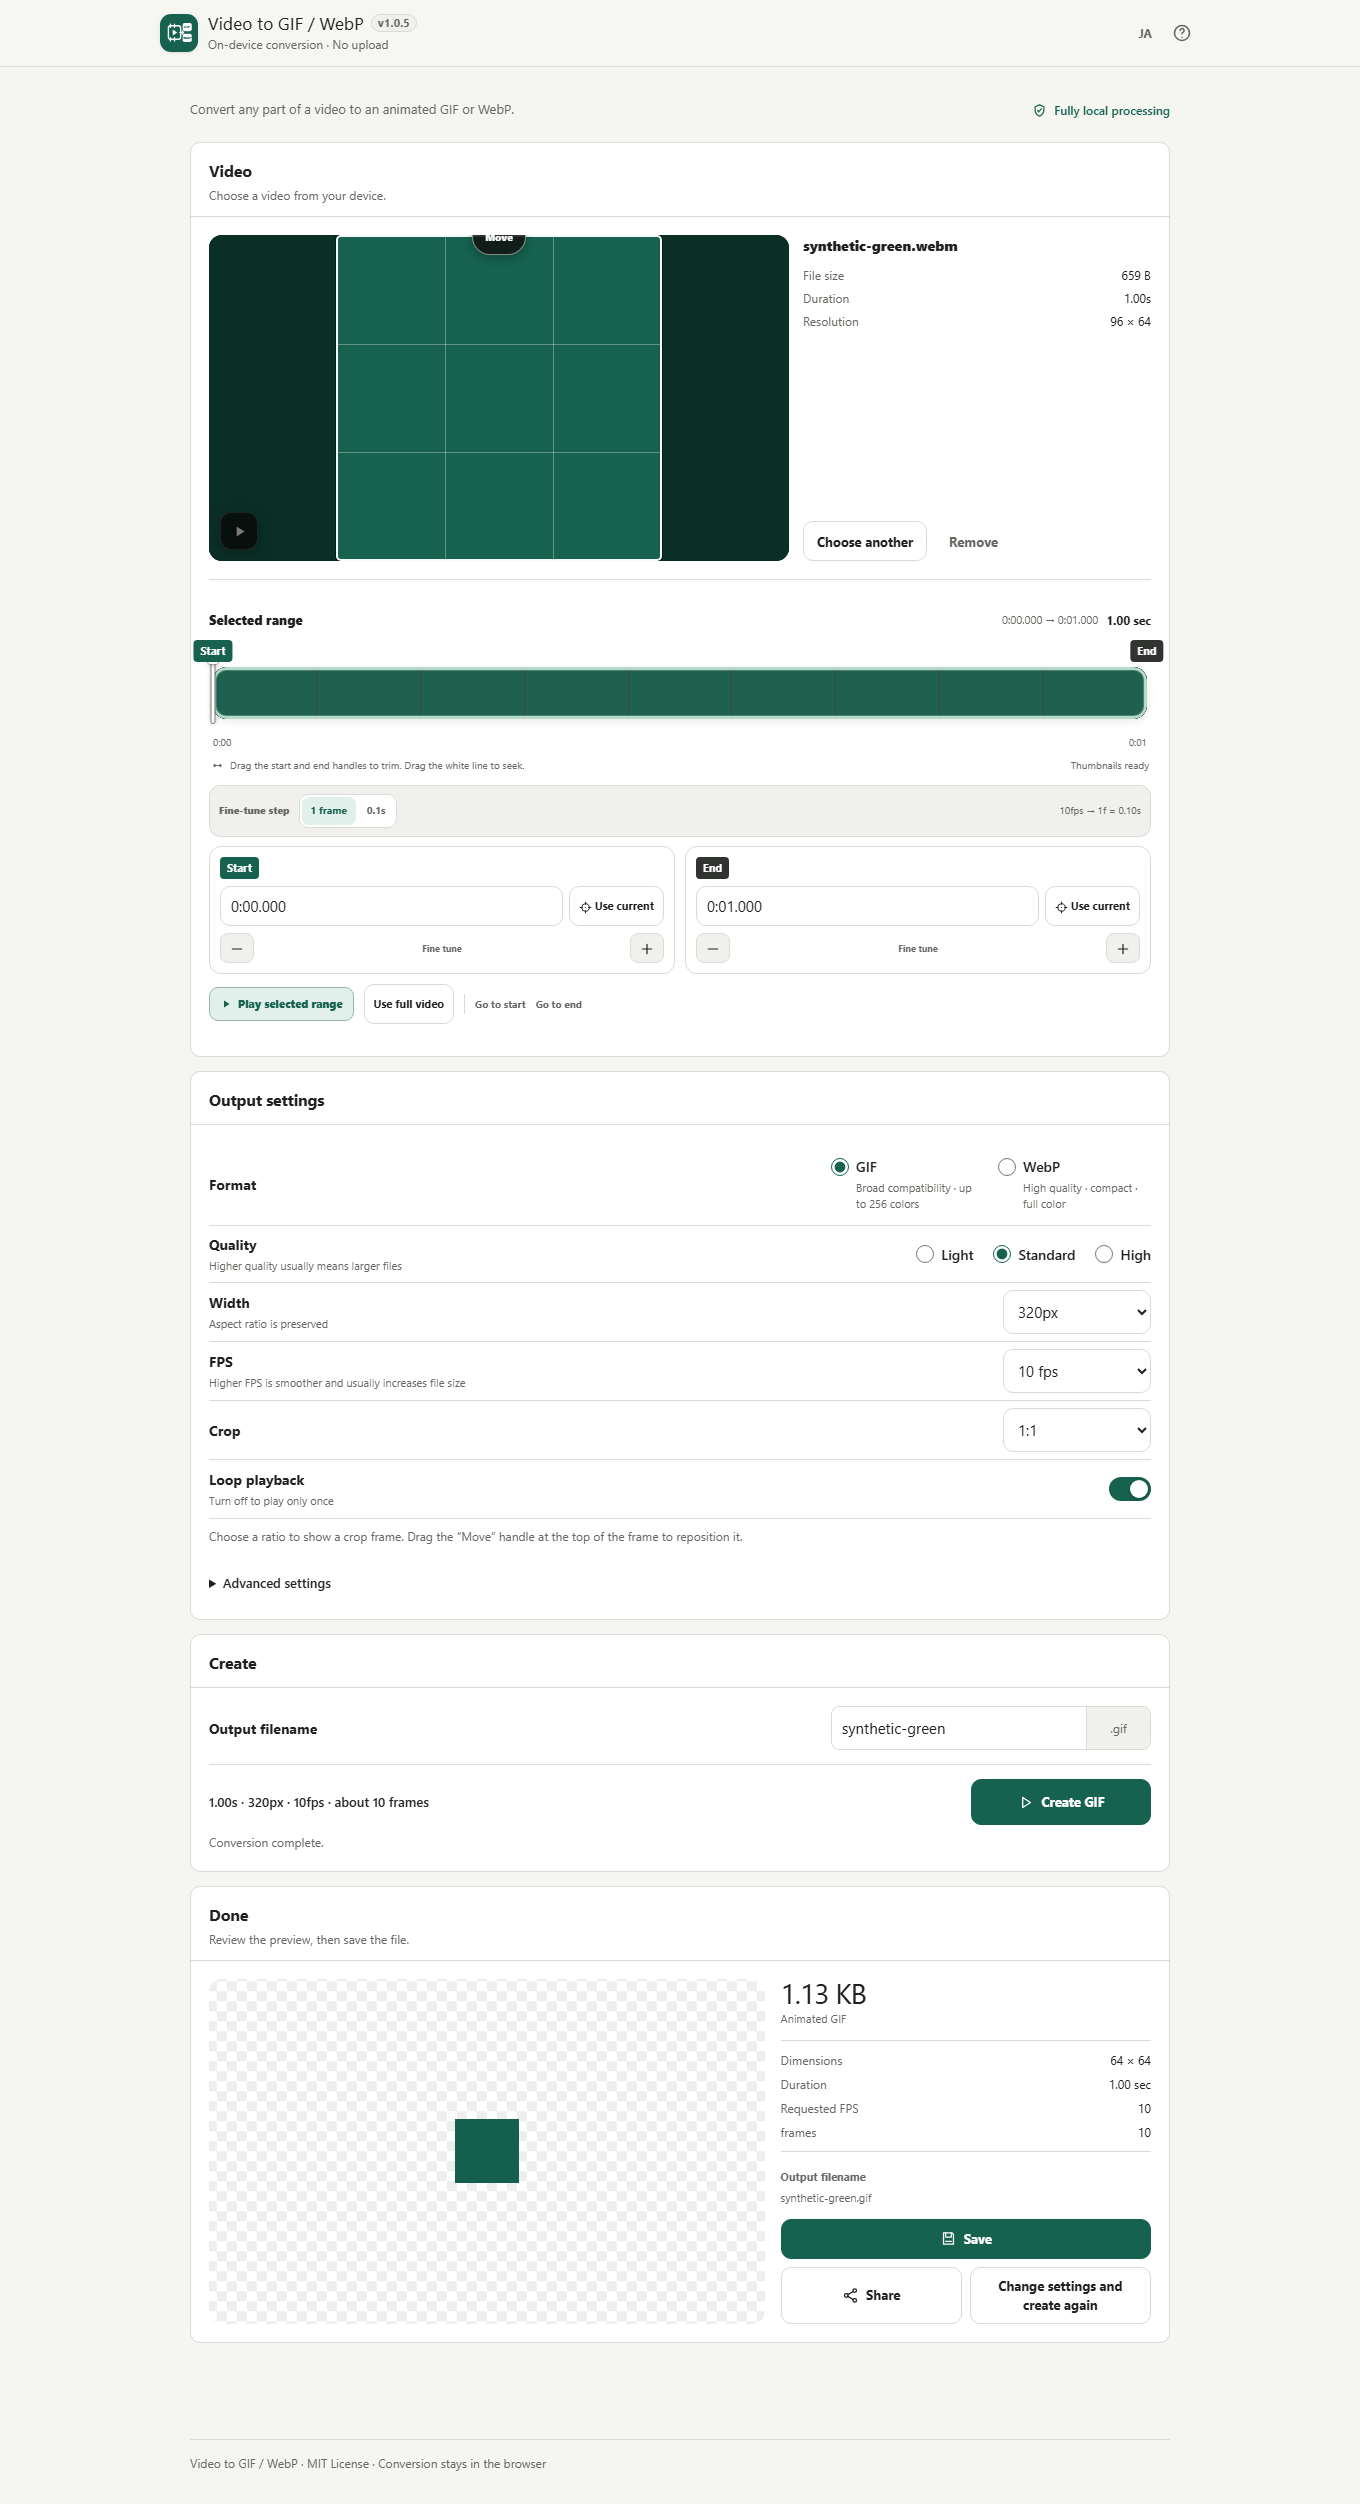 Video to GIF / WebP v1.0.5
On-device conversion · No upload
JA
Convert any part of a video to an animated GIF or WebP.
Fully local processing
Video
Choose a video from your device.
Move
synthetic-green.webm
File size 659 B
Duration 1.00s
Resolution 96 × 64
Choose another Remove
Selected range 0:00.000 → 0:01.000 1.00 sec
Start End
0:00 0:01
↔ Drag the start and end handles to trim. Drag the white line to seek. Thumbnails ready
Fine-tune step 1 frame 0.1s 10fps → 1f = 0.10s
Start
0:00.000 Use current
− Fine tune +
End
0:01.000 Use current
− Fine tune +
Play selected range Use full video Go to start Go to end
Output settings
Format
GIF
Broad compatibility · up
to 256 colors
WebP
High quality · compact ·
full color
Quality
Higher quality usually means larger files
Light Standard High
Width
Aspect ratio is preserved
320px
FPS
Higher FPS is smoother and usually increases file size
10 fps
Crop
1:1
Loop playback
Turn off to play only once
Choose a ratio to show a crop frame. Drag the “Move” handle at the top of the frame to reposition it.
Advanced settings
Create
Output filename synthetic-green .gif
1.00s · 320px · 10fps · about 10 frames
Create GIF
Conversion complete.
Done
Review the preview, then save the file.
1.13 KB
Animated GIF
Dimensions 64 × 64
Duration 1.00 sec
Requested FPS 10
frames 10
Output filename
synthetic-green.gif
Save
Share
Change settings and
create again
Video to GIF / WebP · MIT License · Conversion stays in the browser